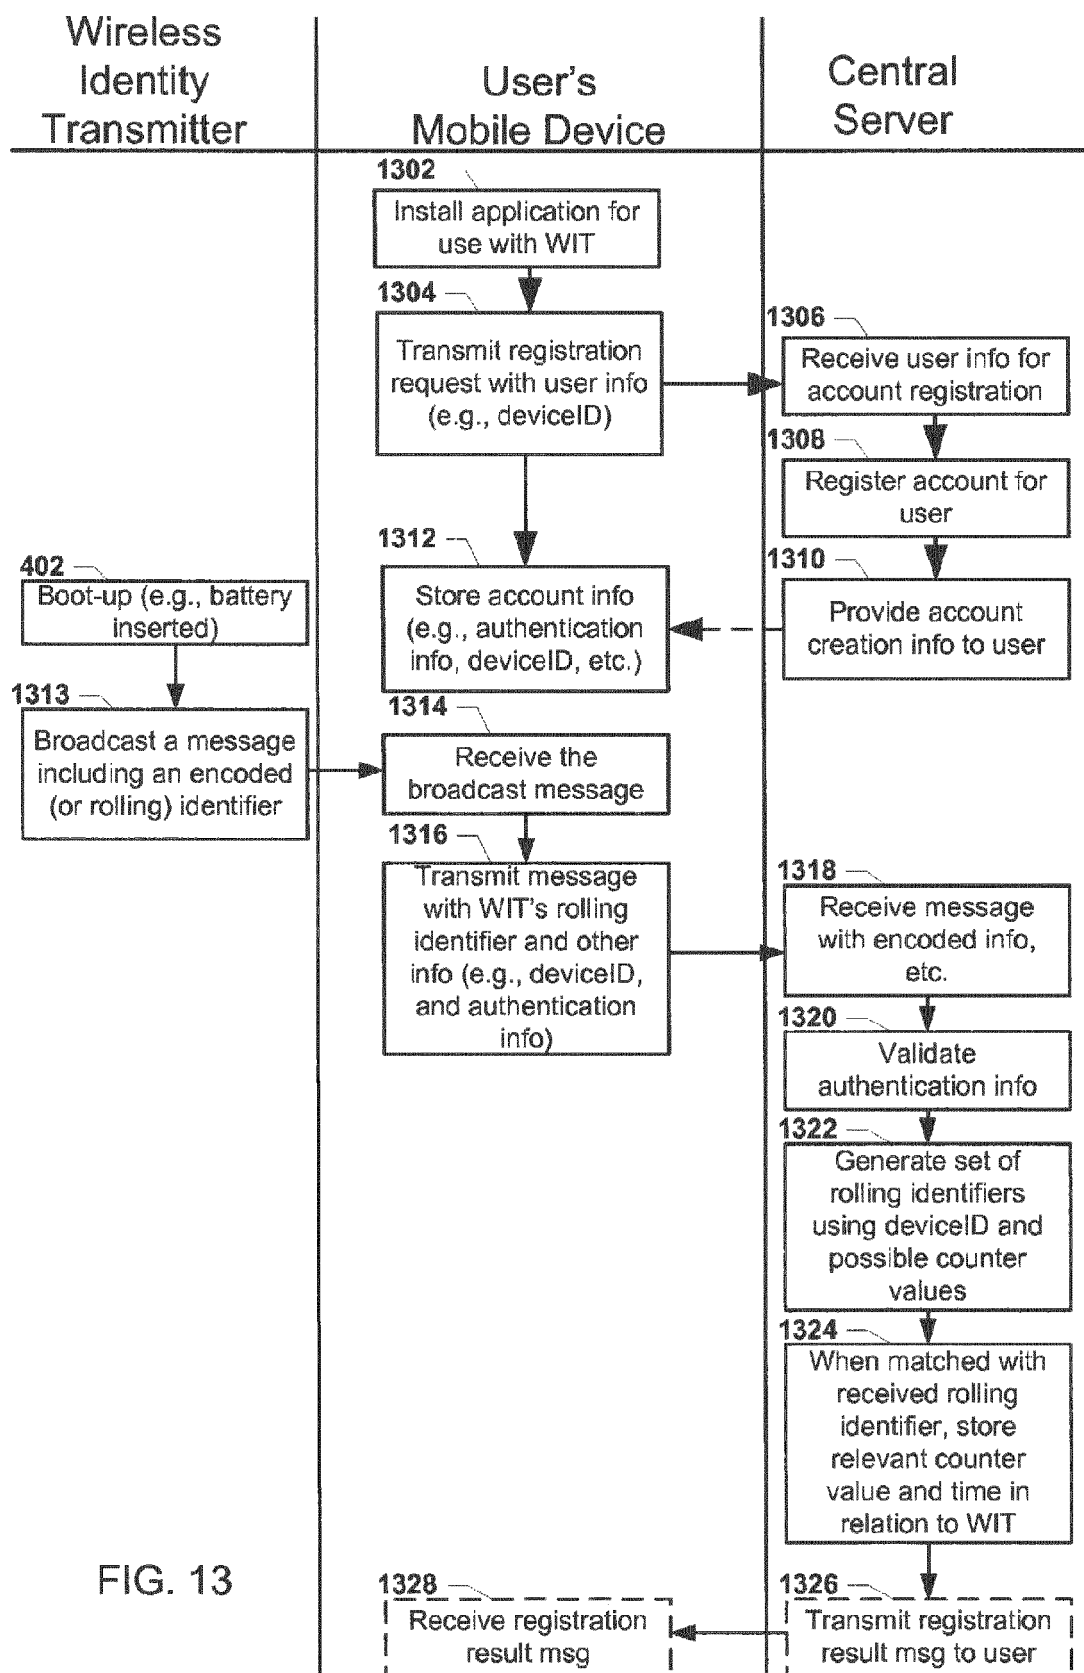 Wireless
Identity
Transmitter
User's
Mobile Device
Central
Server
1302
Install application for
use with WIT
1304
Transmit registration
request with user info
(e.g., deviceID)
1306
Receive user info for
account registration
1308
Register account for
user
1310
Provide account
creation info to user
1312
Store account info
(e.g., authentication
info, deviceID, etc.)
402
Boot-up (e.g., battery
inserted)
1313
Broadcast a message
including an encoded
(or rolling) identifier
1314
Receive the
broadcast message
1316
Transmit message
with WIT's rolling
identifier and other
info (e.g., deviceID,
and authentication
info)
1318
Receive message
with encoded info,
etc.
1320
Validate
authentication info
1322
Generate set of
rolling identifiers
using deviceID and
possible counter
values
1324
When matched with
received rolling
identifier, store
relevant counter
value and time in
relation to WIT
1326
Transmit registration
result msg to user
1328
Receive registration
result msg
FIG. 13